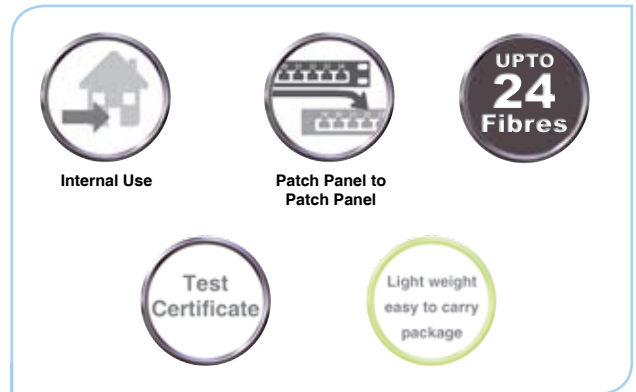 UPTO
24
Fibres
Internal Use
Patch Panel to
Patch Panel
Test
Certificate
Light weight
easy to carry
package